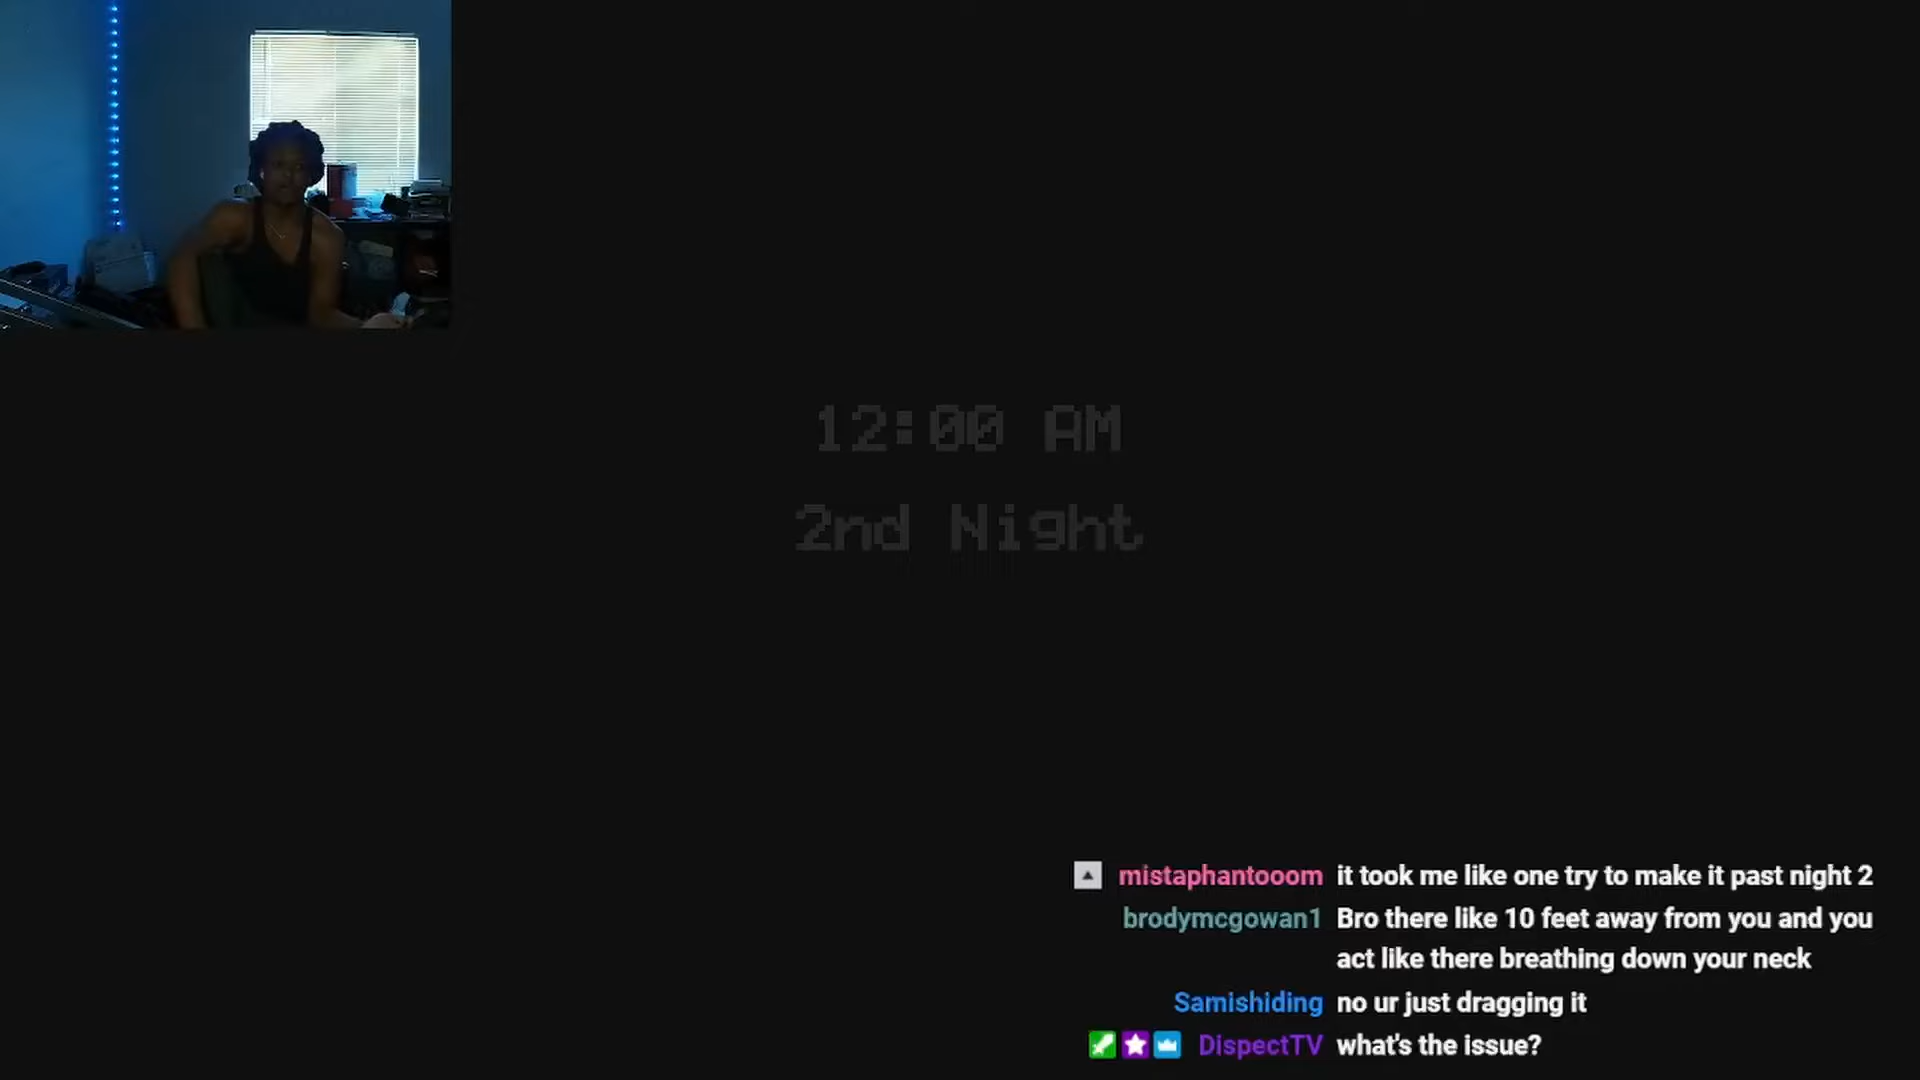 12:00 AM
2nd Night
mistaphantooom it took me like one try to make it past night 2
brodymcgowan1 Bro there like 10 feet away from you and you
act like there breathing down your neck
Samishiding no ur just dragging it
DispectTV what's the issue?